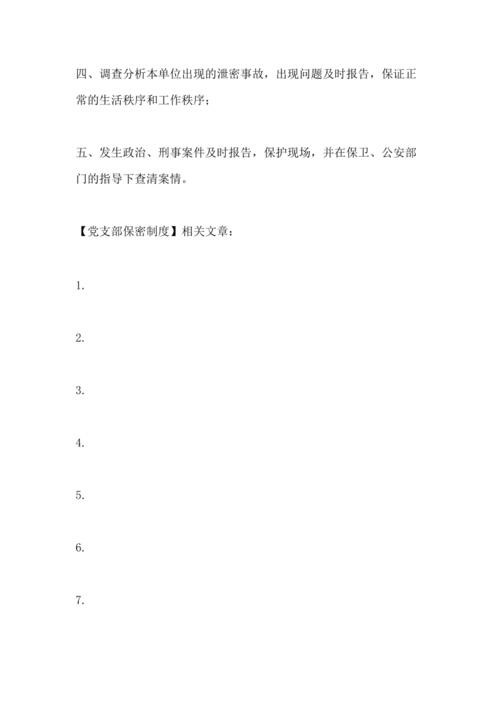 四、调查分析本单位出现的泄密事故，出现问题及时报告，保证正
常的生活秩序和工作秩序；
五、发生政治、刑事案件及时报告，保护现场，并在保卫、公安部
门的指导下查清案情。
【党支部保密制度】相关文章：
1.
2.
3.
4.
5.
6.
7.